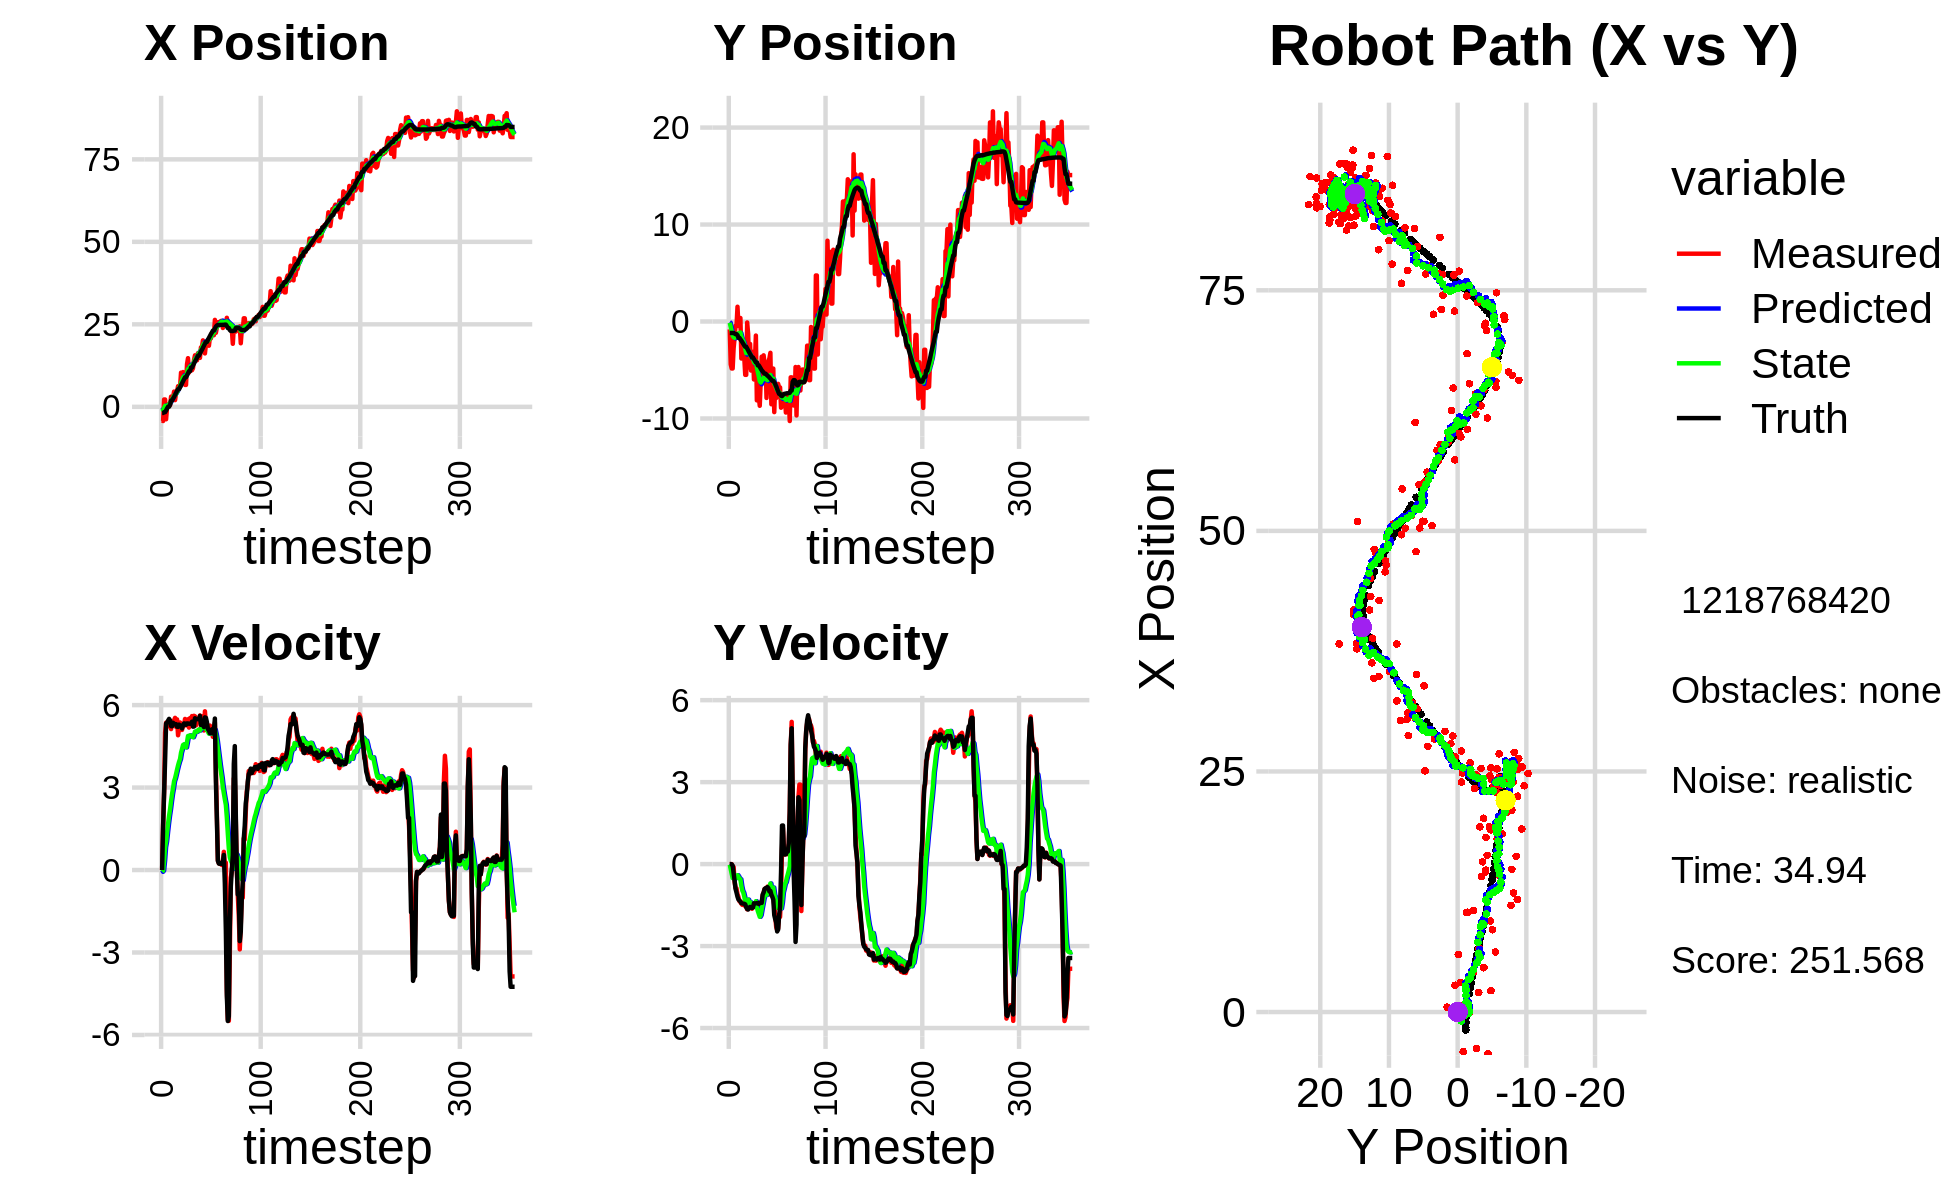 X Position
75
50
25
0
0
100
200
300
timestep
Y Position
20
10
0
-10
0
100
200
300
timestep
X Velocity
6
3
0
-3
-6
0
100
200
300
timestep
Y Velocity
6
3
0
-3
-6
0
100
200
300
timestep
Robot Path (X vs Y)
X Position
75
50
25
0
20 10 0 -10 -20
Y Position
variable
Measured
Predicted
State
Truth
1218768420
Obstacles: none
Noise: realistic
Time: 34.94
Score: 251.568